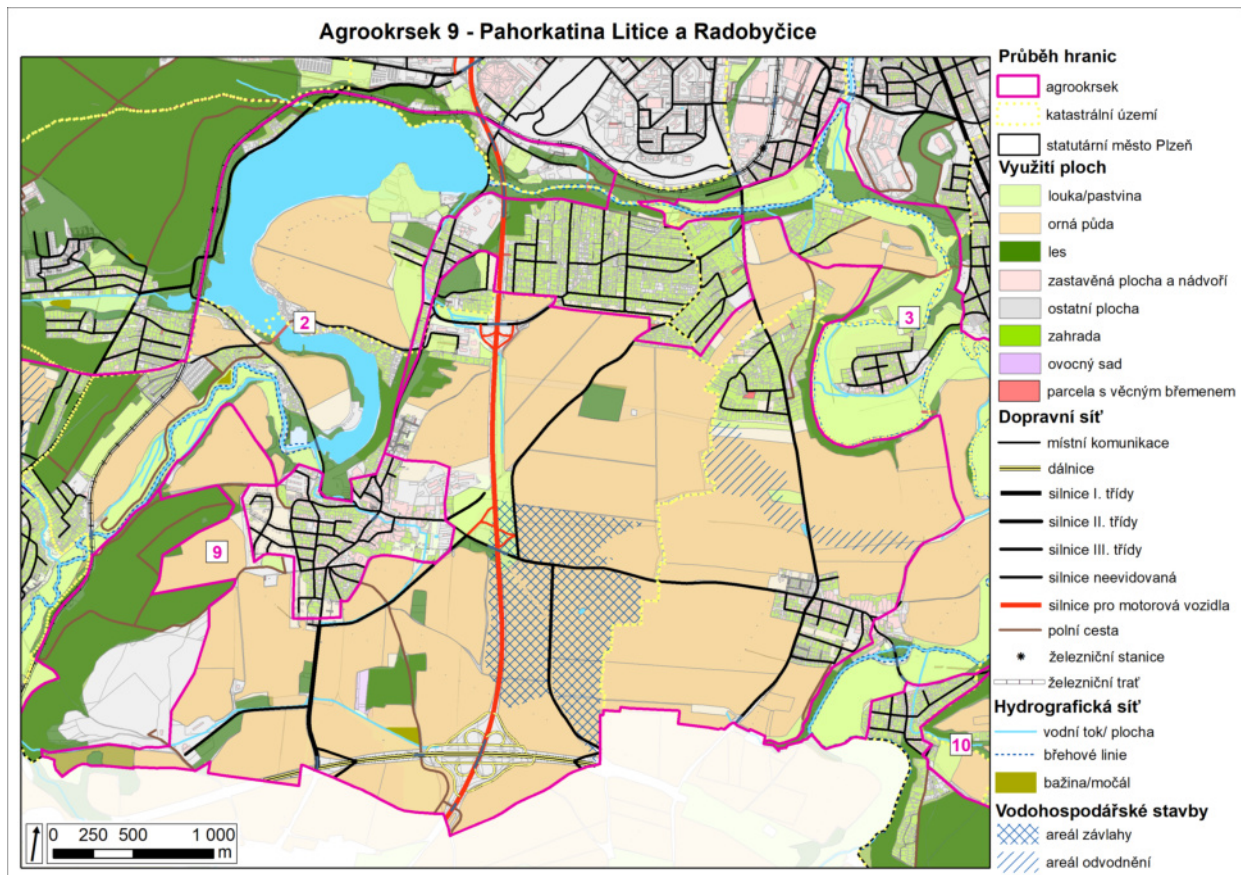 Agrookrsek 9 - Pahorkatina Litice a Radobyčice
Průběh hranic
agrookrsek
katastrální území
statutární město Plzeň
Využití ploch
louka/pastvina
orná půda
les
zastavěná plocha a nádvoří
ostatní plocha
zahrada
ovocný sad
parcela s věcným břemenem
Dopravní síť
místní komunikace
dálnice
silnice I. třídy
silnice II. třídy
silnice III. třídy
silnice neevidovaná
silnice pro motorová vozidla
polní cesta
železniční stanice
železniční trať
Hydrografická síť
vodní tok/ plocha
břehové linie
bažina/močál
Vodohospodářské stavby
areál závlahy
areál odvodnění
2
3
9
10
0 250 500 1 000
m